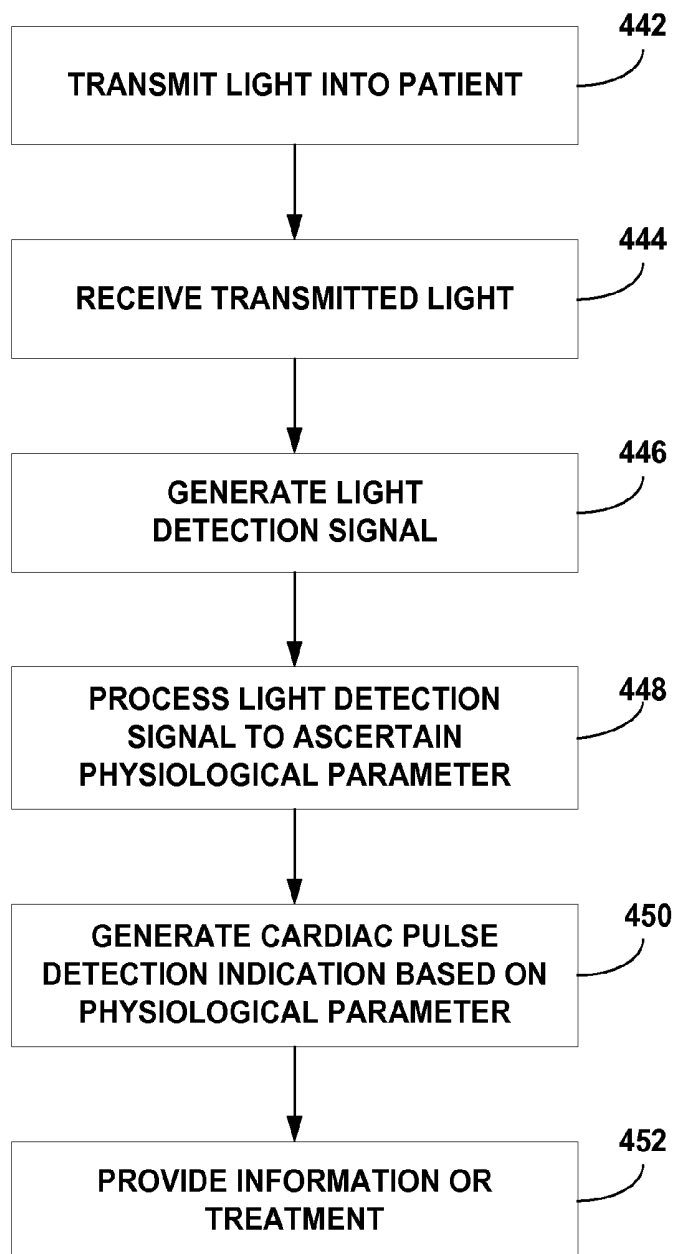 442
TRANSMIT LIGHT INTO PATIENT
444
RECEIVE TRANSMITTED LIGHT
446
GENERATE LIGHT
DETECTION SIGNAL
448
PROCESS LIGHT DETECTION
SIGNAL TO ASCERTAIN
PHYSIOLOGICAL PARAMETER
450
GENERATE CARDIAC PULSE
DETECTION INDICATION BASED ON
PHYSIOLOGICAL PARAMETER
452
PROVIDE INFORMATION OR
TREATMENT